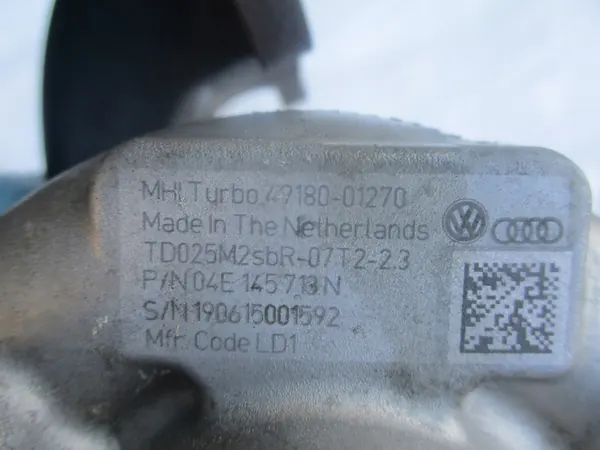 MHI Turbo 49180-01270
Made In The Netherlands
TD025M2sbR-07T2-2.3
P/N 04E 145 713 N
S/N 190615001592
Mfr. Code LD1